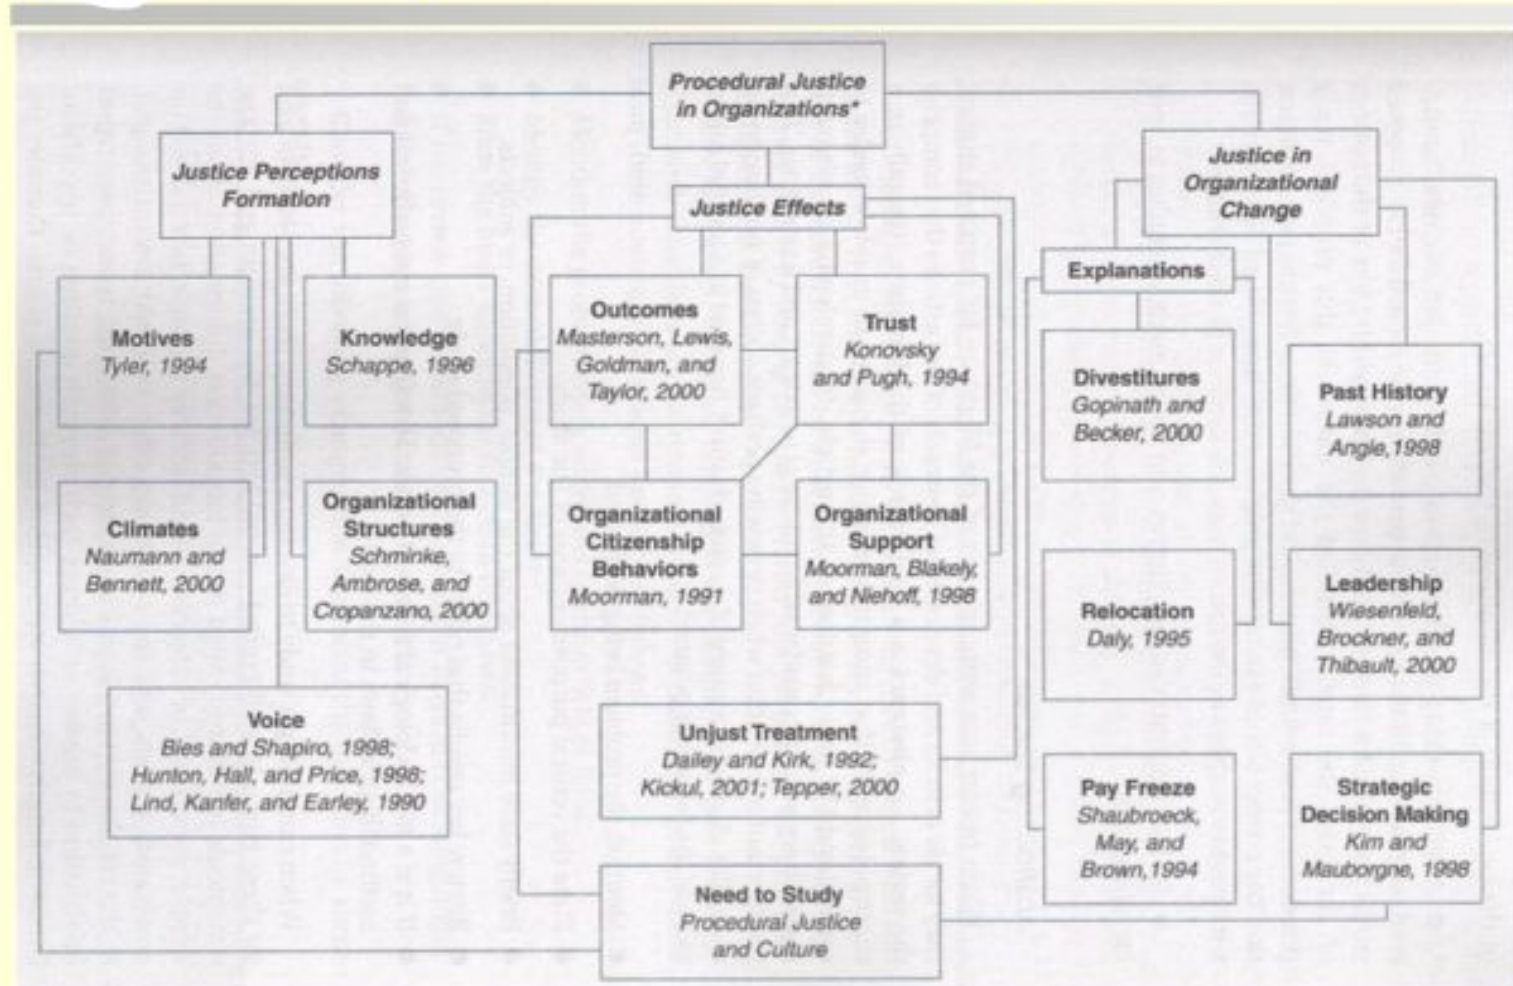 Procedural Justice
in Organizations*
Justice Perceptions
Formation
Motives
Tyler, 1994
Knowledge
Schappe, 1996
Climates
Naumann and
Bennett, 2000
Organizational
Structures
Schminke,
Ambrose, and
Cropanzano, 2000
Voice
Bies and Shapiro, 1998;
Hunton, Hall, and Price, 1998;
Lind, Kanfer, and Earley, 1990
Justice Effects
Outcomes
Masterson, Lewis,
Goldman, and
Taylor, 2000
Trust
Konovsky
and Pugh, 1994
Organizational
Citizenship
Behaviors
Moorman, 1991
Organizational
Support
Moorman, Blakely,
and Niehoff, 1998
Unjust Treatment
Dailey and Kirk, 1992;
Kickul, 2001; Tepper, 2000
Need to Study
Procedural Justice
and Culture
Justice in
Organizational
Change
Explanations
Divestitures
Gopinath and
Becker, 2000
Past History
Lawson and
Angle, 1998
Relocation
Daly, 1995
Leadership
Wiesenfeld,
Brockner, and
Thibault, 2000
Pay Freeze
Shaubroeck,
May, and
Brown, 1994
Strategic
Decision Making
Kim and
Mauborgne, 1998